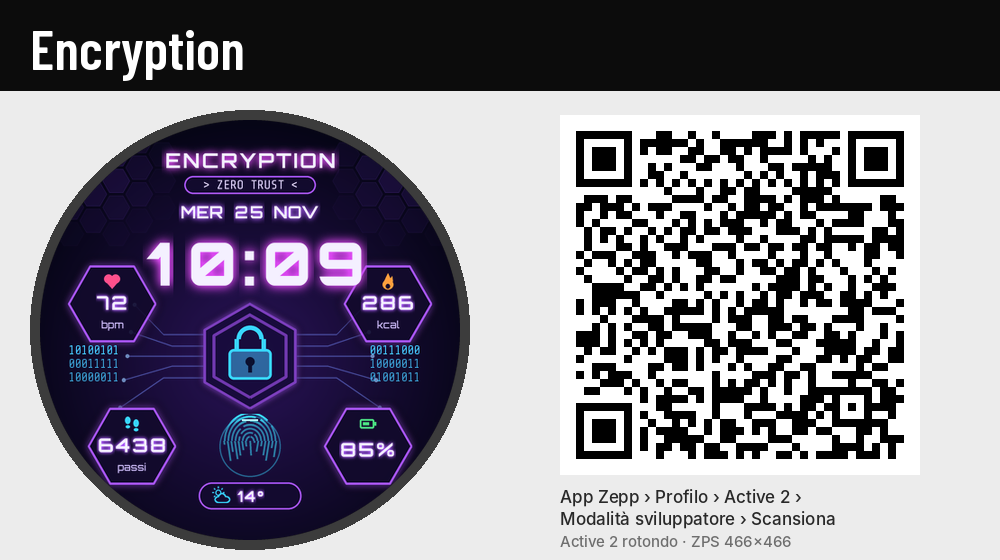 Encryption
ENCRYPTION
> ZERO TRUST <
MER 25 NOV
10:09
72
bpm
286
kcal
10100101
00011111
10000011
00111000
10000011
01001011
6438
passi
85%
14°
App Zepp › Profilo › Active 2 ›
Modalità sviluppatore › Scansiona
Active 2 rotondo · ZPS 466×466